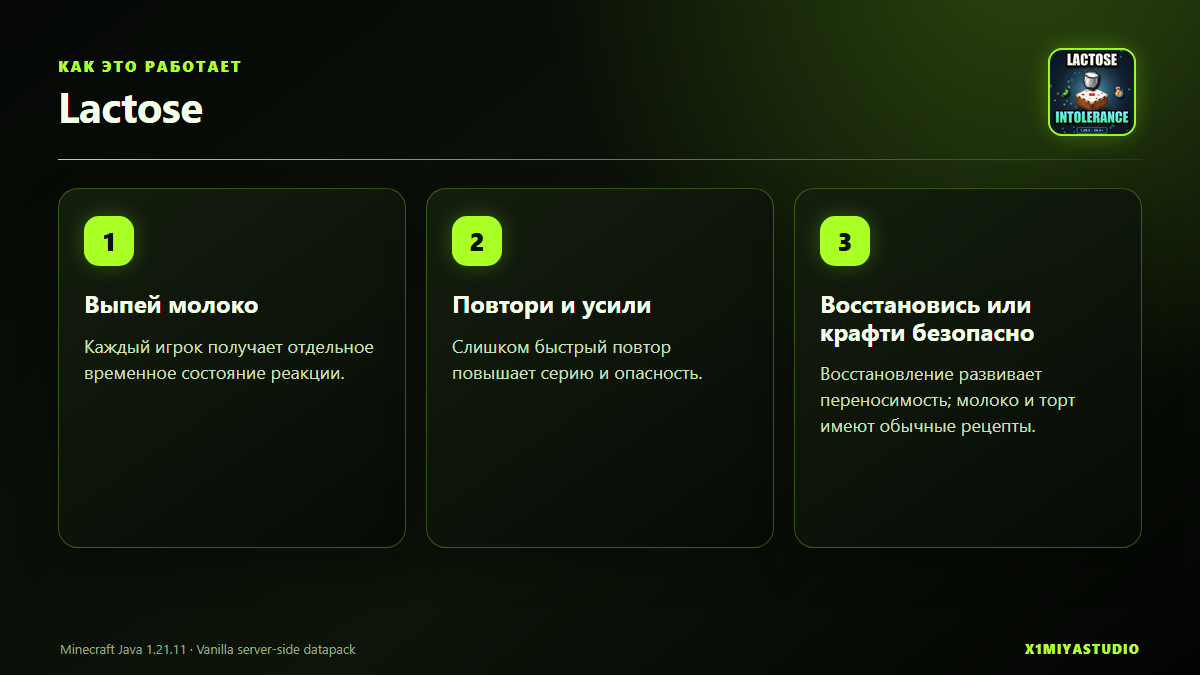 КАК ЭТО РАБОТАЕТ
Lactose
LACTOSE
INTOLERANCE
1
Выпей молоко
Каждый игрок получает отдельное
временное состояние реакции.
2
Повтори и усили
Слишком быстрый повтор
повышает серию и опасность.
3
Восстановись или
крафти безопасно
Восстановление развивает
переносимость; молоко и торт
имеют обычные рецепты.
Minecraft Java 1.21.11 · Vanilla server-side datapack
X1MIYASTUDIO